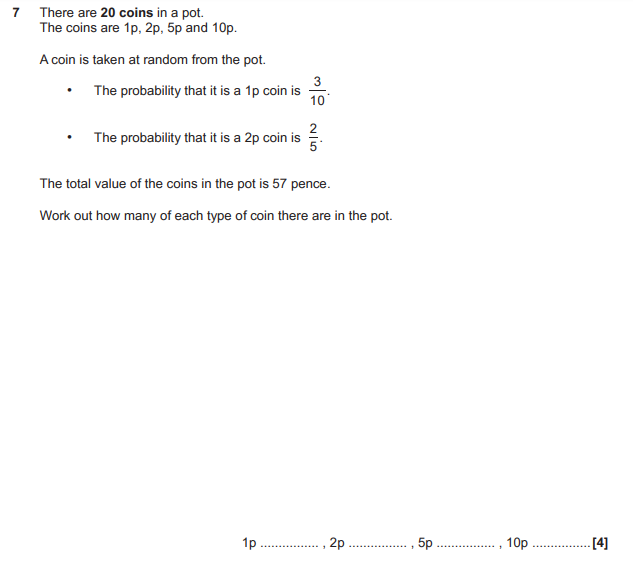 7 There are 20 coins in a pot.
The coins are 1p, 2p, 5p and 10p.
A coin is taken at random from the pot.
• The probability that it is a 1p coin is 3/10.
• The probability that it is a 2p coin is 2/5.
The total value of the coins in the pot is 57 pence.
Work out how many of each type of coin there are in the pot.
1p ................ , 2p ................ , 5p ................ , 10p ................ [4]